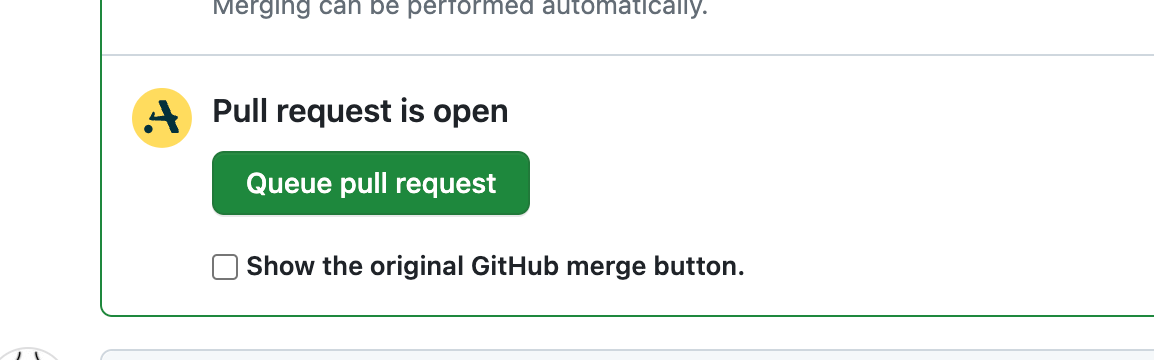 Merging can be performed automatically.
Pull request is open
Queue pull request
Show the original GitHub merge button.